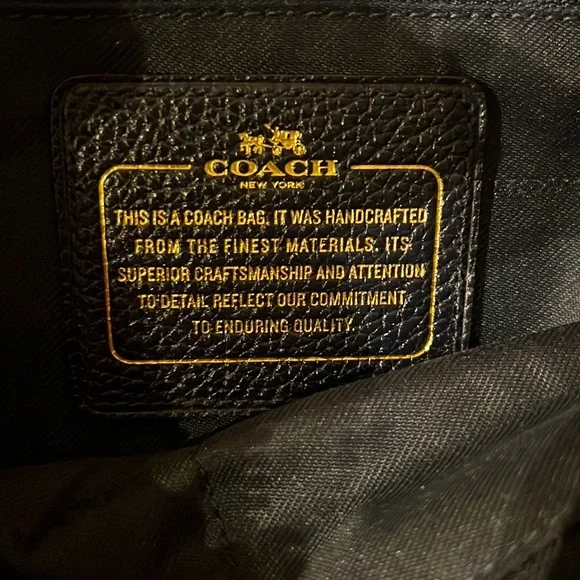 COACH
NEW YORK
THIS IS A COACH BAG. IT WAS HANDCRAFTED
FROM THE FINEST MATERIALS. ITS
SUPERIOR CRAFTSMANSHIP AND ATTENTION
TO DETAIL REFLECT OUR COMMITMENT
TO ENDURING QUALITY.